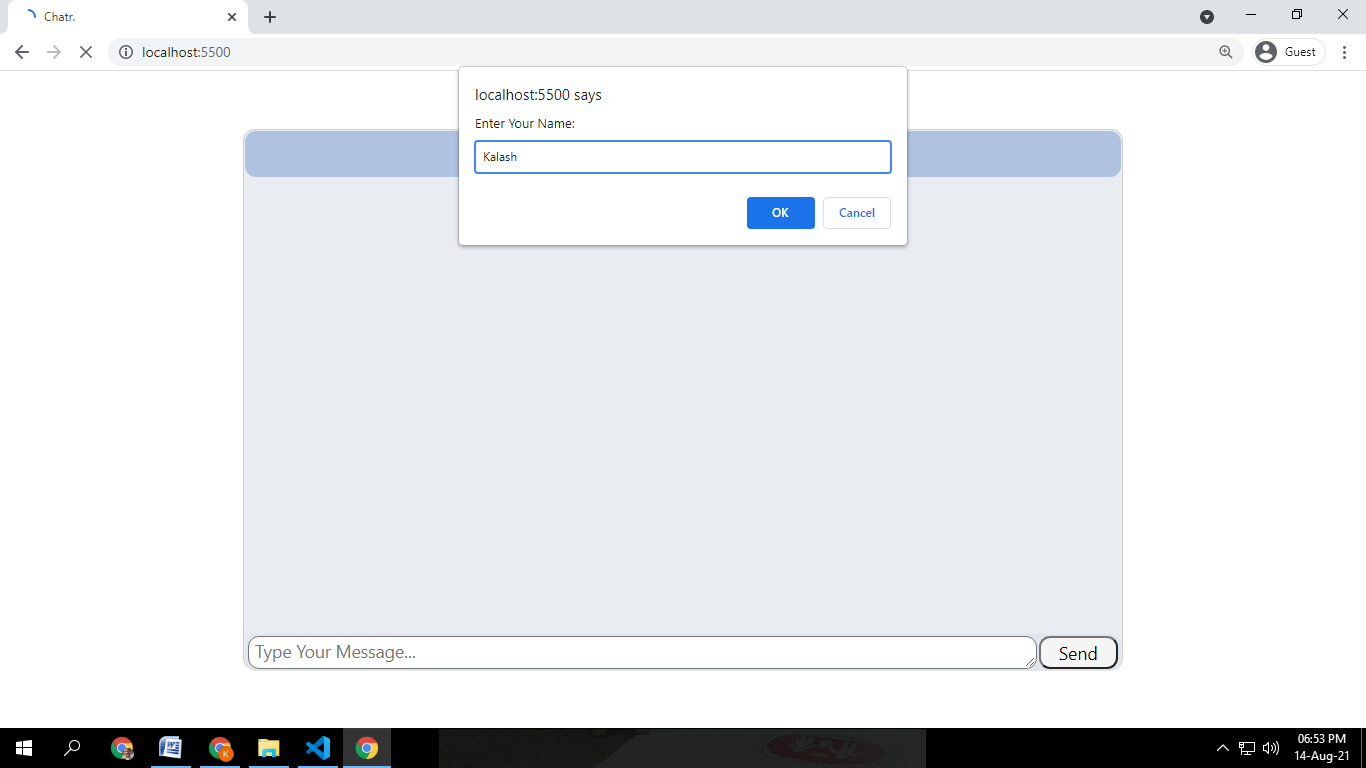 Chatr.
localhost:5500
Guest
localhost:5500 says
Enter Your Name:
Kalash
OK
Cancel
Type Your Message...
Send
W
K
06:53 PM
14-Aug-21